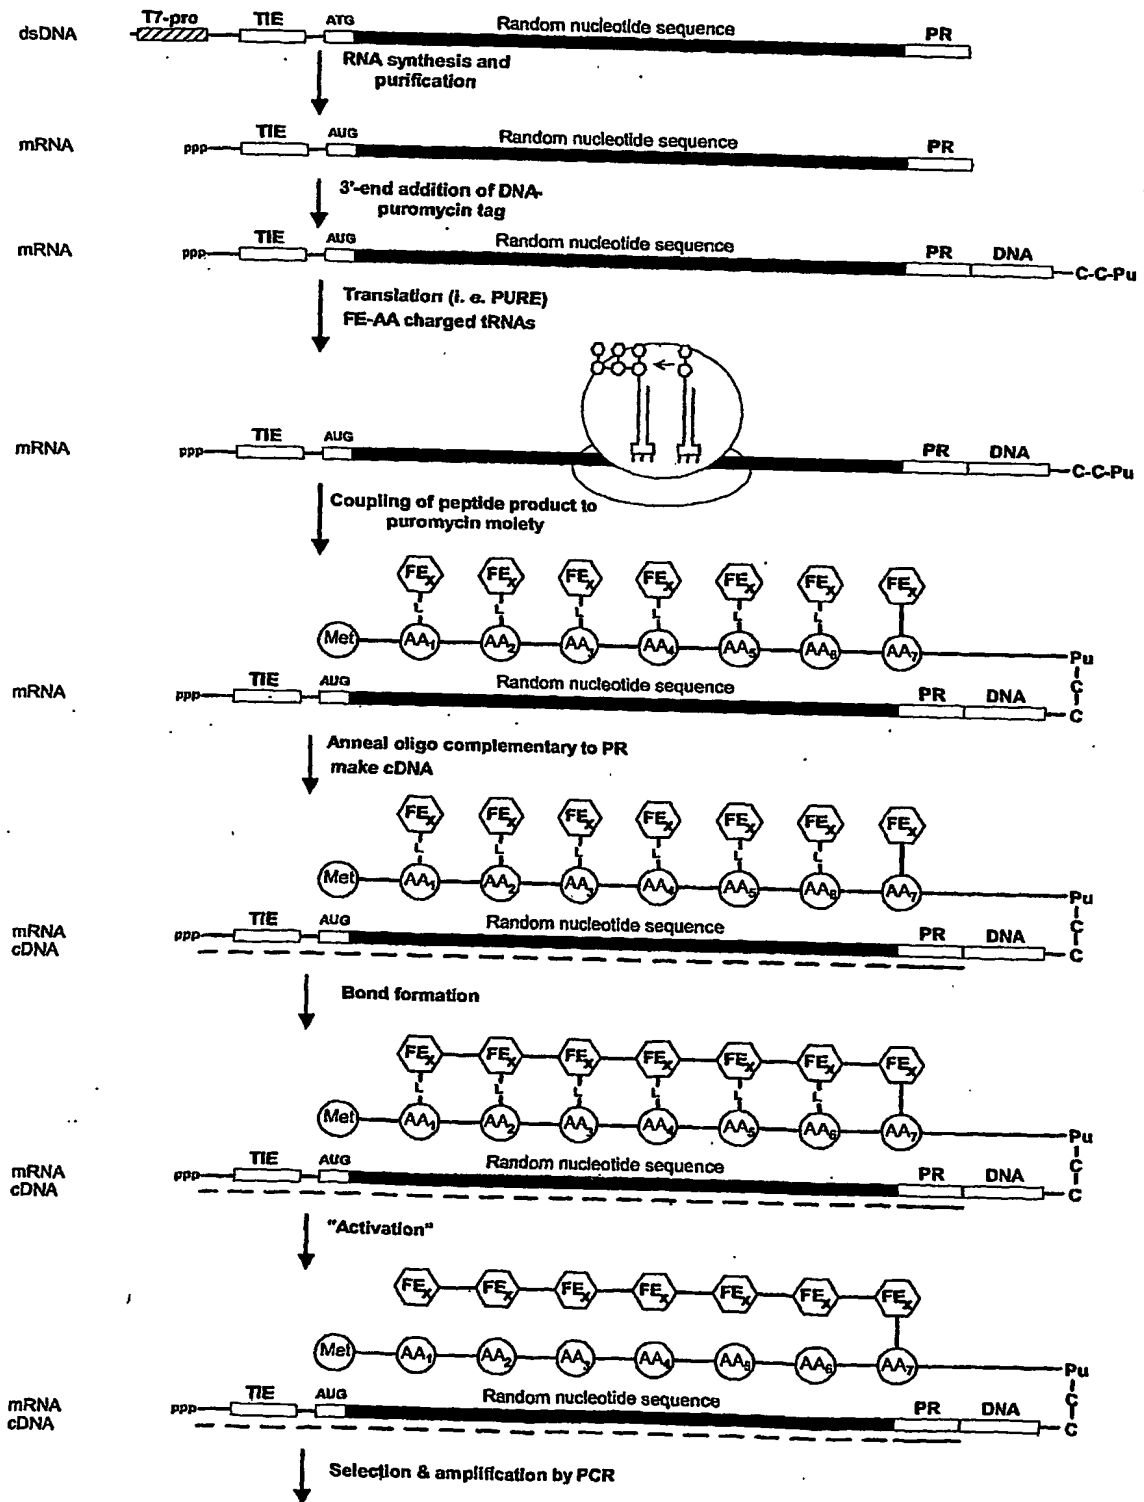 T7-pro TIE ATG Random nucleotide sequence PR
dsDNA
RNA synthesis and
purification
TIE AUG Random nucleotide sequence PR
mRNA ppp
3'-end addition of DNA-
puromycin tag
TIE AUG Random nucleotide sequence PR DNA
mRNA ppp C-C-Pu
Translation (i. e. PURE)
FE-AA charged tRNAs
TIE AUG PR DNA
mRNA ppp C-C-Pu
Coupling of peptide product to
puromycin moiety
FEX FEX FEX FEX FEX FEX FEX
L L L L L L
Met AA1 AA2 AA3 AA4 AA5 AA6 AA7 Pu
C
TIE AUG Random nucleotide sequence PR DNA
mRNA ppp C
Anneal oligo complementary to PR
make cDNA
FEX FEX FEX FEX FEX FEX FEX
L L L L L L
Met AA1 AA2 AA3 AA4 AA5 AA6 AA7 Pu
C
TIE AUG Random nucleotide sequence PR DNA
mRNA ppp C
cDNA
Bond formation
FEX FEX FEX FEX FEX FEX FEX
L L L L L L
Met AA1 AA2 AA3 AA4 AA5 AA6 AA7 Pu
C
TIE AUG Random nucleotide sequence PR DNA
mRNA ppp C
cDNA
"Activation"
FEX FEX FEX FEX FEX FEX FEX
Met AA1 AA2 AA3 AA4 AA5 AA6 AA7 Pu
C
TIE AUG Random nucleotide sequence PR DNA
mRNA ppp C
cDNA
Selection & amplification by PCR